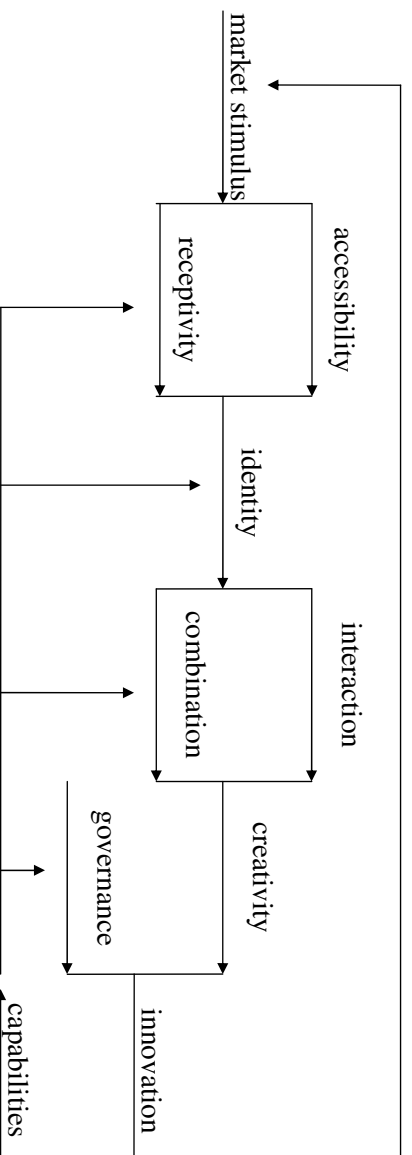 market stimulus
accessibility
receptivity
identity
interaction
combination
creativity
governance
innovation
capabilities